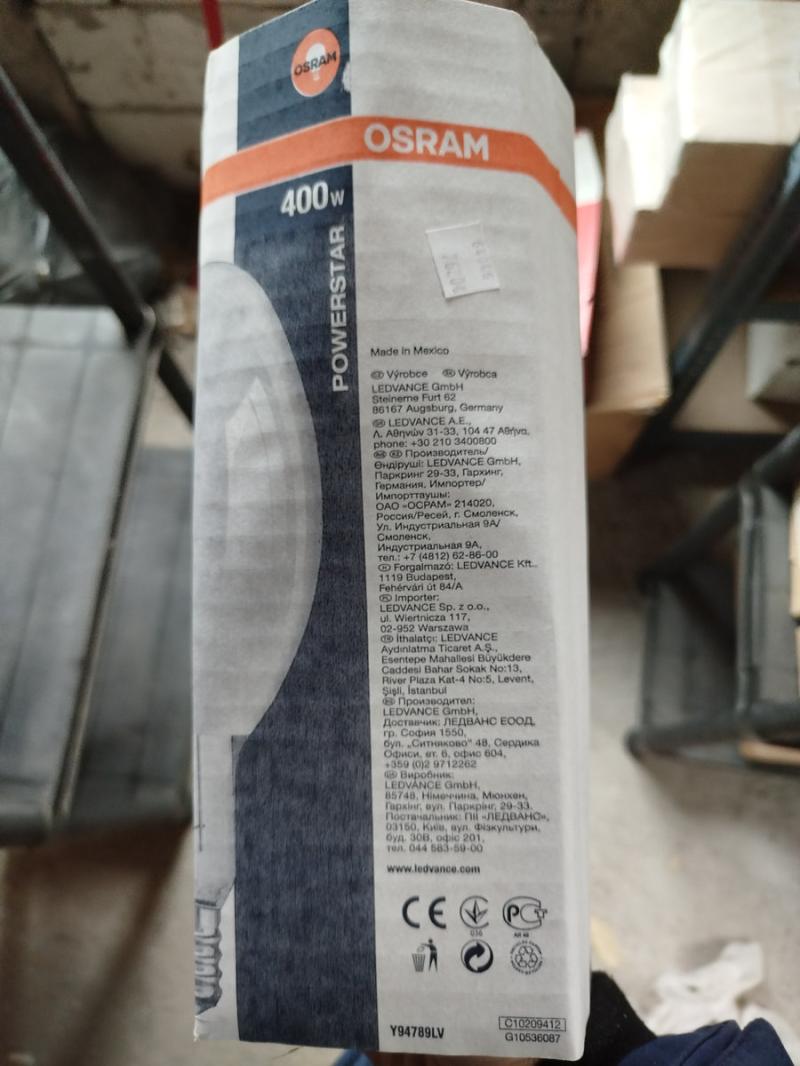 OSRAM
OSRAM
400W
POWERSTAR
Made in Mexico
CZ Výrobce SK Výrobca
LEDVANCE GmbH
Steinerne Furt 62
86167 Augsburg, Germany
GR LEDVANCE A.E.,
Λ. Αθηνών 31-33, 104 47 Αθήνα,
phone: +30 210 3400800
Производитель/
Өндіруші: LEDVANCE GmbH,
Паркринг 29-33, Гархинг,
Германия. Импортер/
Импорттаушы:
ОАО «ОСРАМ» 214020,
Россия/Ресей, г. Смоленск,
Ул. Индустриальная 9А/
Смоленск,
Индустриальная 9А,
тел.: +7 (4812) 62-86-00
Forgalmazó: LEDVANCE Kft..
1119 Budapest,
Fehérvári út 84/A
Importer:
LEDVANCE Sp. z o.o.,
ul. Wiertnicza 117,
02-952 Warszawa
İthalatçı: LEDVANCE
Aydınlatma Ticaret A.Ş.,
Esentepe Mahallesi Büyükdere
Caddesi Bahar Sokak No:13,
River Plaza Kat-4 No:5, Levent,
Şişli, İstanbul
Производител:
LEDVANCE GmbH,
Доставчик: ЛЕДВАНС ЕООД,
гр. София 1550,
бул. „Ситняково" 48, Сердика
Офиси, ет. 6, офис 604,
+359 (0)2 9712262
Виробник:
LEDVANCE GmbH,
85748, Німеччина, Мюнхен,
Гархінг, вул. Паркрінг, 29-33.
Постачальник: ПІІ «ЛЕДВАНС»,
03150, Київ, вул. Фізкультури,
буд. 30В, офіс 201,
тел. 044 583-59-00
www.ledvance.com
CE
036
PCT
Y94789LV
C10209412
G10536087